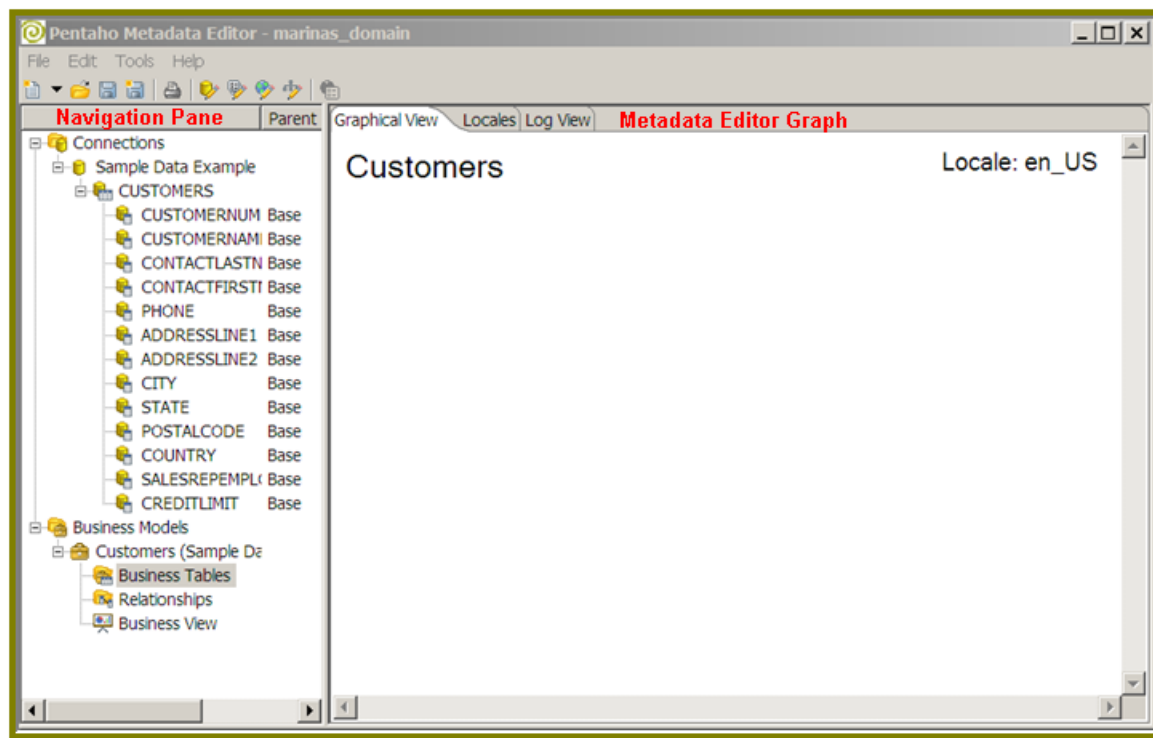 Pentaho Metadata Editor - marinas_domain
File Edit Tools Help
Navigation Pane Parent
Graphical View Locales Log View Metadata Editor Graph
Connections
Sample Data Example
CUSTOMERS
CUSTOMERNUM Base
CUSTOMERNAM Base
CONTACTLASTN Base
CONTACTFIRST Base
PHONE Base
ADDRESSLINE1 Base
ADDRESSLINE2 Base
CITY Base
STATE Base
POSTALCODE Base
COUNTRY Base
SALESREPEMPL Base
CREDITLIMIT Base
Business Models
Customers (Sample Da
Business Tables
Relationships
Business View
Customers
Locale: en_US